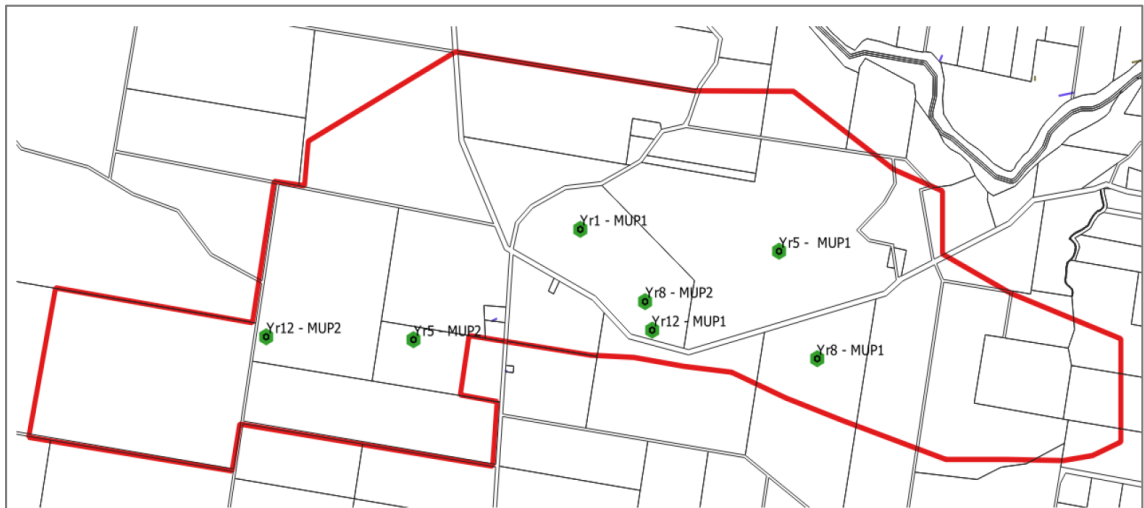 Yr1 - MUP1
Yr5 - MUP1
Yr8 - MUP2
Yr12 - MUP1
Yr12 - MUP2
Yr5 - MUP2
Yr8 - MUP1